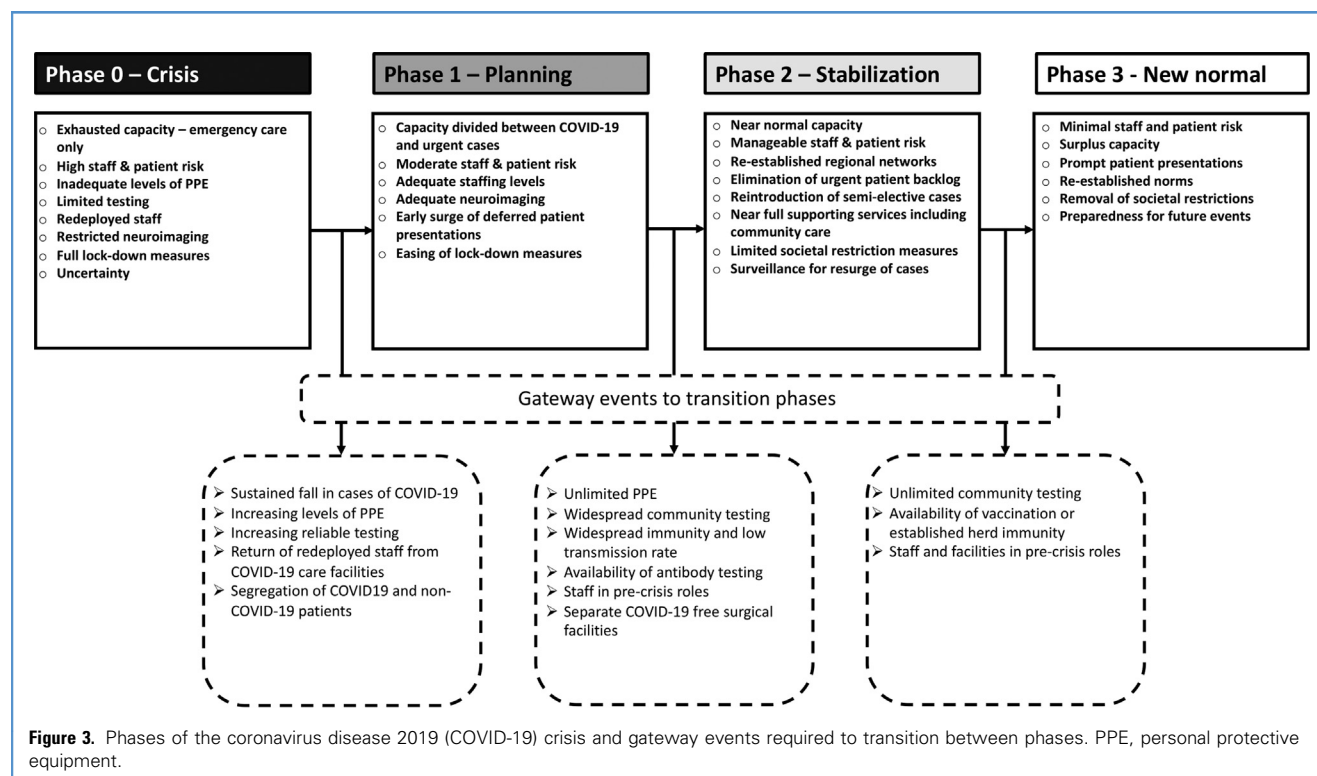 Phase 0 – Crisis
Phase 1 – Planning
Phase 2 – Stabilization
Phase 3 - New normal
o Exhausted capacity – emergency care
only
o High staff & patient risk
o Inadequate levels of PPE
o Limited testing
o Redeployed staff
o Restricted neuroimaging
o Full lock-down measures
o Uncertainty
o Capacity divided between COVID-19
and urgent cases
o Moderate staff & patient risk
o Adequate staffing levels
o Adequate neuroimaging
o Early surge of deferred patient
presentations
o Easing of lock-down measures
o Near normal capacity
o Manageable staff & patient risk
o Re-established regional networks
o Elimination of urgent patient backlog
o Reintroduction of semi-elective cases
o Near full supporting services including
community care
o Limited societal restriction measures
o Surveillance for resurge of cases
o Minimal staff and patient risk
o Surplus capacity
o Prompt patient presentations
o Re-established norms
o Removal of societal restrictions
o Preparedness for future events
Gateway events to transition phases
➢ Sustained fall in cases of COVID-19
➢ Increasing levels of PPE
➢ Increasing reliable testing
➢ Return of redeployed staff from
COVID-19 care facilities
➢ Segregation of COVID19 and non-
COVID-19 patients
➢ Unlimited PPE
➢ Widespread community testing
➢ Widespread immunity and low
transmission rate
➢ Availability of antibody testing
➢ Staff in pre-crisis roles
➢ Separate COVID-19 free surgical
facilities
➢ Unlimited community testing
➢ Availability of vaccination or
established herd immunity
➢ Staff and facilities in pre-crisis roles
Figure 3. Phases of the coronavirus disease 2019 (COVID-19) crisis and gateway events required to transition between phases. PPE, personal protective
equipment.